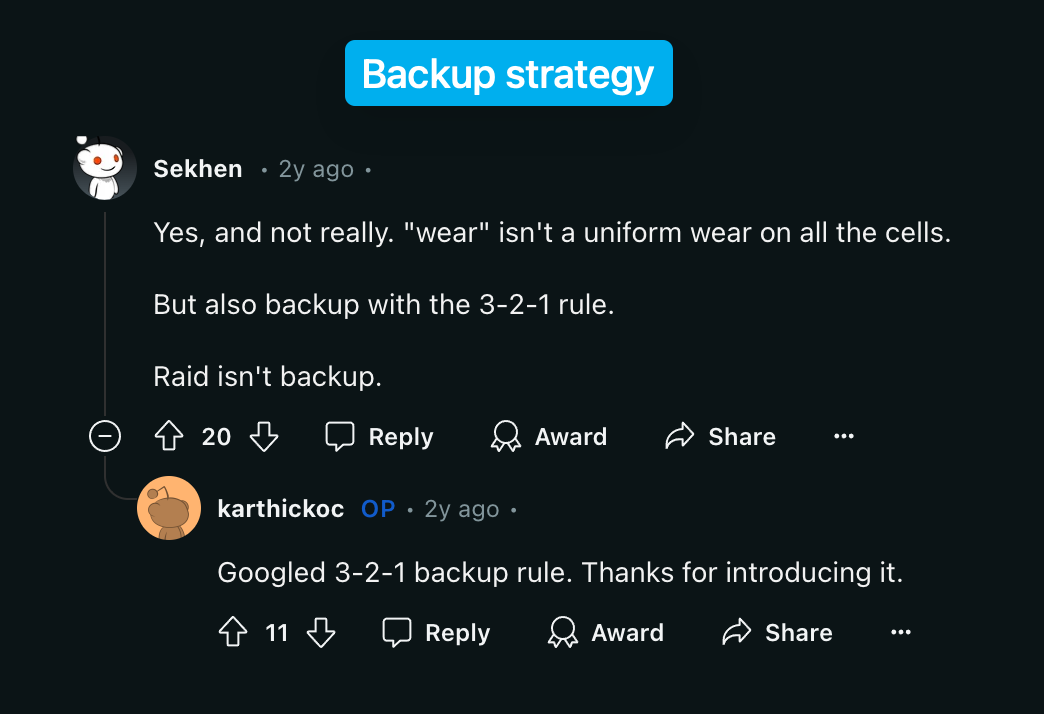 Backup strategy
Sekhen • 2y ago •
Yes, and not really. "wear" isn't a uniform wear on all the cells.
But also backup with the 3-2-1 rule.
Raid isn't backup.
20 Reply Award Share ...
karthickoc OP • 2y ago •
Googled 3-2-1 backup rule. Thanks for introducing it.
11 Reply Award Share ...